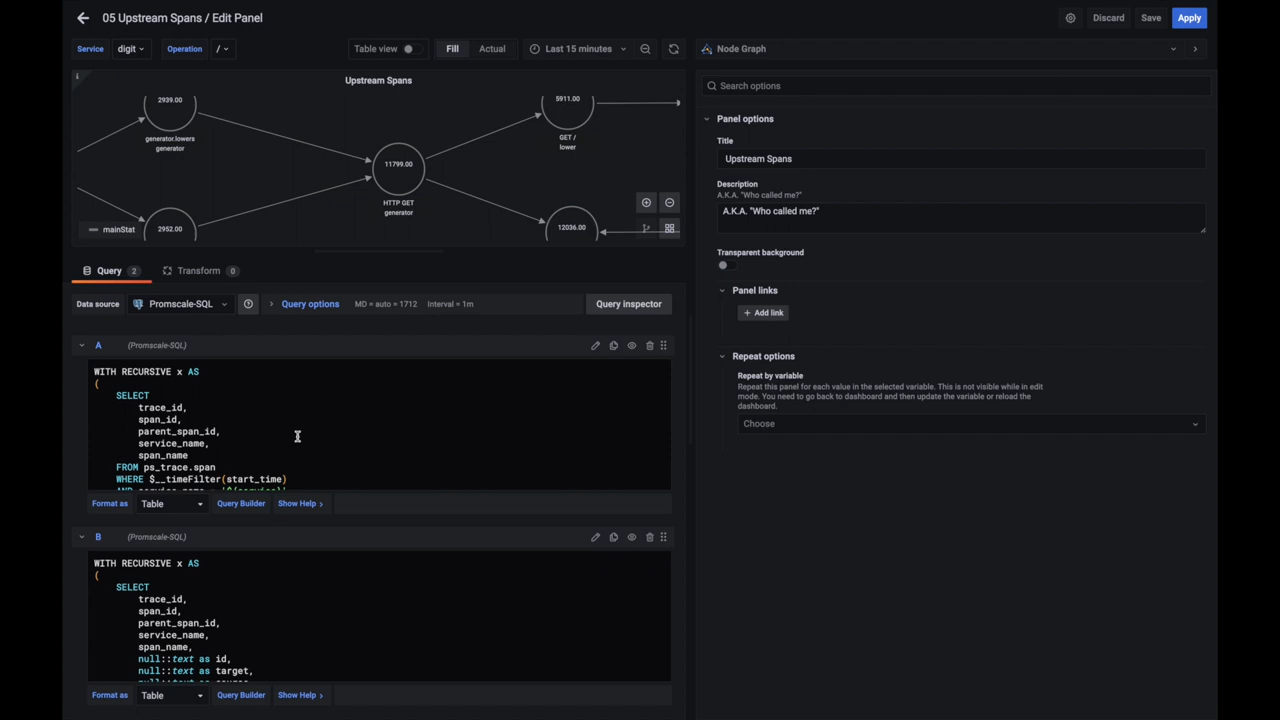 05 Upstream Spans / Edit Panel
Discard
Save
Apply
Service
digit
Operation
/
Table view
Fill
Actual
Last 15 minutes
Node Graph
Upstream Spans
Search options
2939.00
generator.lowers
generator
5911.00
GET /
lower
11799.00
HTTP GET
generator
2952.00
12036.00
mainStat
Panel options
Title
Upstream Spans
Description
A.K.A. "Who called me?"
A.K.A. "Who called me?"
Transparent background
Panel links
+ Add link
Repeat options
Repeat by variable
Repeat this panel for each value in the selected variable. This is not visible while in edit
mode. You need to go back to dashboard and then update the variable or reload the
dashboard.
Choose
Query 2
Transform 0
Data source
Promscale-SQL
Query options
MD = auto = 1712
Interval = 1m
Query inspector
A
(Promscale-SQL)
WITH RECURSIVE x AS
(
SELECT
trace_id,
span_id,
parent_span_id,
service_name,
span_name
FROM ps_trace.span
WHERE $__timeFilter(start_time)
Format as
Table
Query Builder
Show Help
B
(Promscale-SQL)
WITH RECURSIVE x AS
(
SELECT
trace_id,
span_id,
parent_span_id,
service_name,
span_name,
null::text as id,
null::text as target,
Format as
Table
Query Builder
Show Help